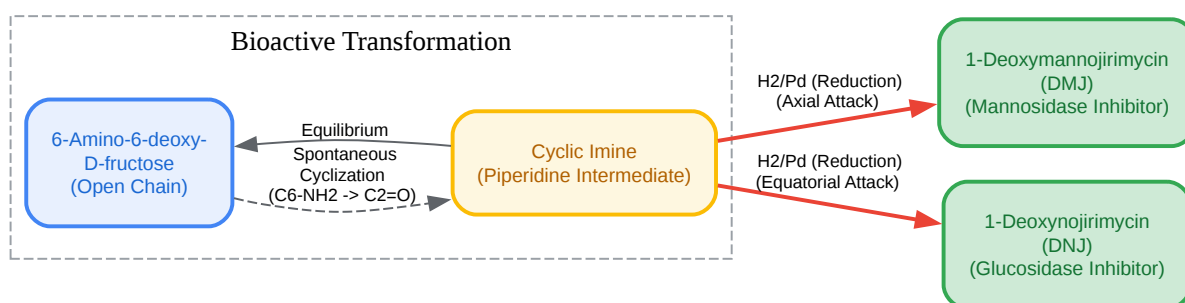 Bioactive Transformation
6-Amino-6-deoxy-
D-fructose
(Open Chain)
Equilibrium
Spontaneous
Cyclization
(C6-NH2 -> C2=O)
Cyclic Imine
(Piperidine Intermediate)
H2/Pd (Reduction)
(Axial Attack)
H2/Pd (Reduction)
(Equatorial Attack)
1-Deoxymannojirimycin
(DMJ)
(Mannosidase Inhibitor)
1-Deoxynojirimycin
(DNJ)
(Glucosidase Inhibitor)